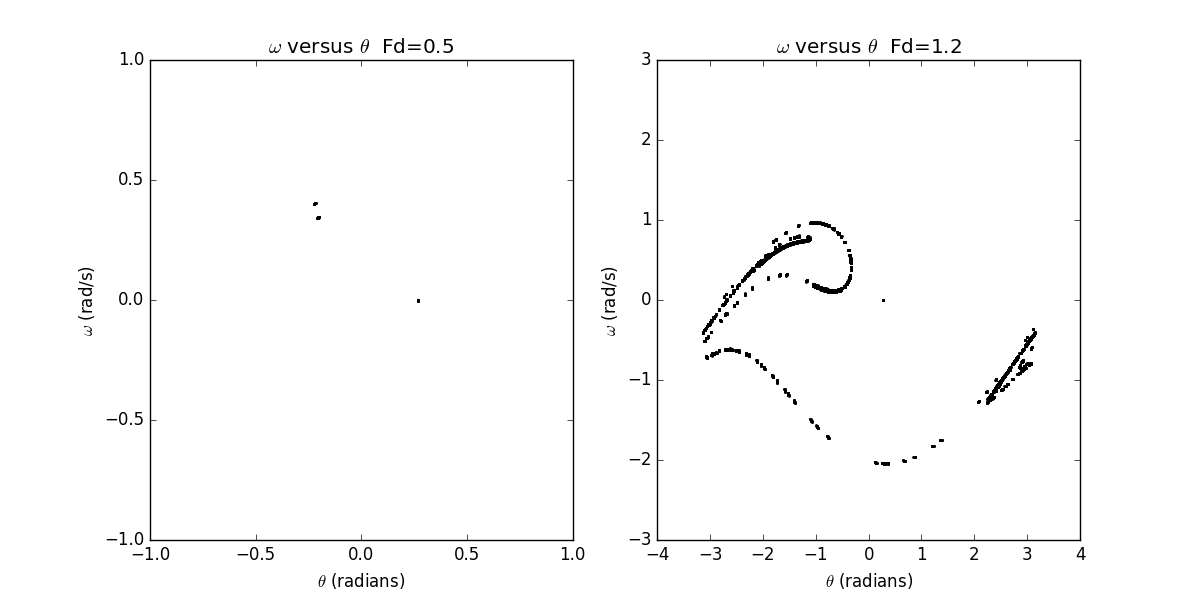 ω versus θ Fd=0.5
1.0
0.5
0.0
−0.5
−1.0
−1.0 −0.5 0.0 0.5 1.0
θ (radians)
ω (rad/s)
ω versus θ Fd=1.2
3
2
1
0
−1
−2
−3
−4 −3 −2 −1 0 1 2 3 4
θ (radians)
ω (rad/s)